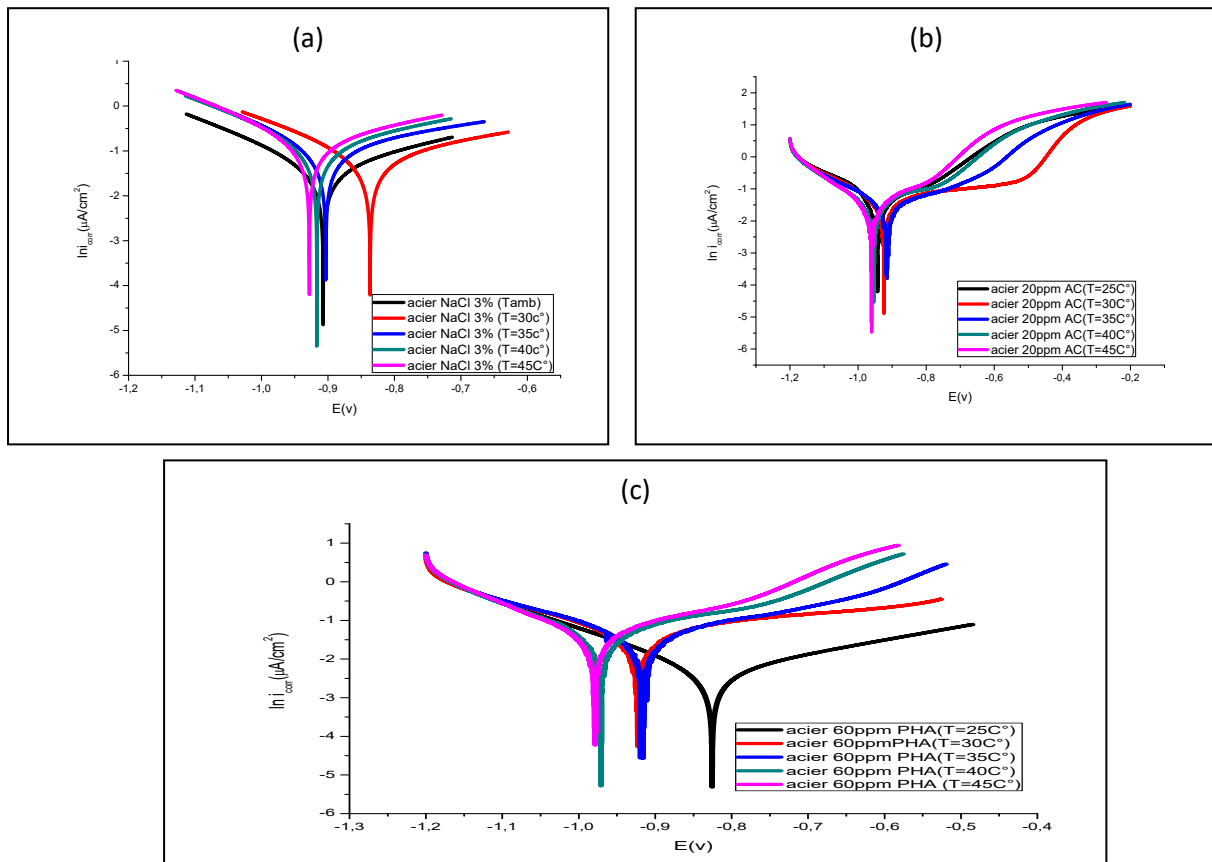 (a)
0
-1
-2
-3
-4
-5
-6
ln i_corr(µA/cm²)
acier NaCl 3% (Tamb)
acier NaCl 3% (T=30c°)
acier NaCl 3% (T=35c°)
acier NaCl 3% (T=40c°)
acier NaCl 3% (T=45C°)
-1,2 -1,1 -1,0 -0,9 -0,8 -0,7 -0,6
E(v)
(b)
2
1
0
-1
-2
-3
-4
-5
-6
ln i_corr(µA/cm²)
acier 20ppm AC(T=25C°)
acier 20ppm AC(T=30C°)
acier 20ppm AC(T=35C°)
acier 20ppm AC(T=40C°)
acier 20ppm AC(T=45C°)
-1,2 -1,0 -0,8 -0,6 -0,4 -0,2
E(v)
(c)
1
0
-1
-2
-3
-4
-5
-6
ln i_corr(µA/cm²)
acier 60ppm PHA(T=25C°)
acier 60ppmPHA(T=30C°)
acier 60ppm PHA(T=35C°)
acier 60ppm PHA(T=40C°)
acier 60ppm PHA (T=45C°)
-1,3 -1,2 -1,1 -1,0 -0,9 -0,8 -0,7 -0,6 -0,5 -0,4
E(v)